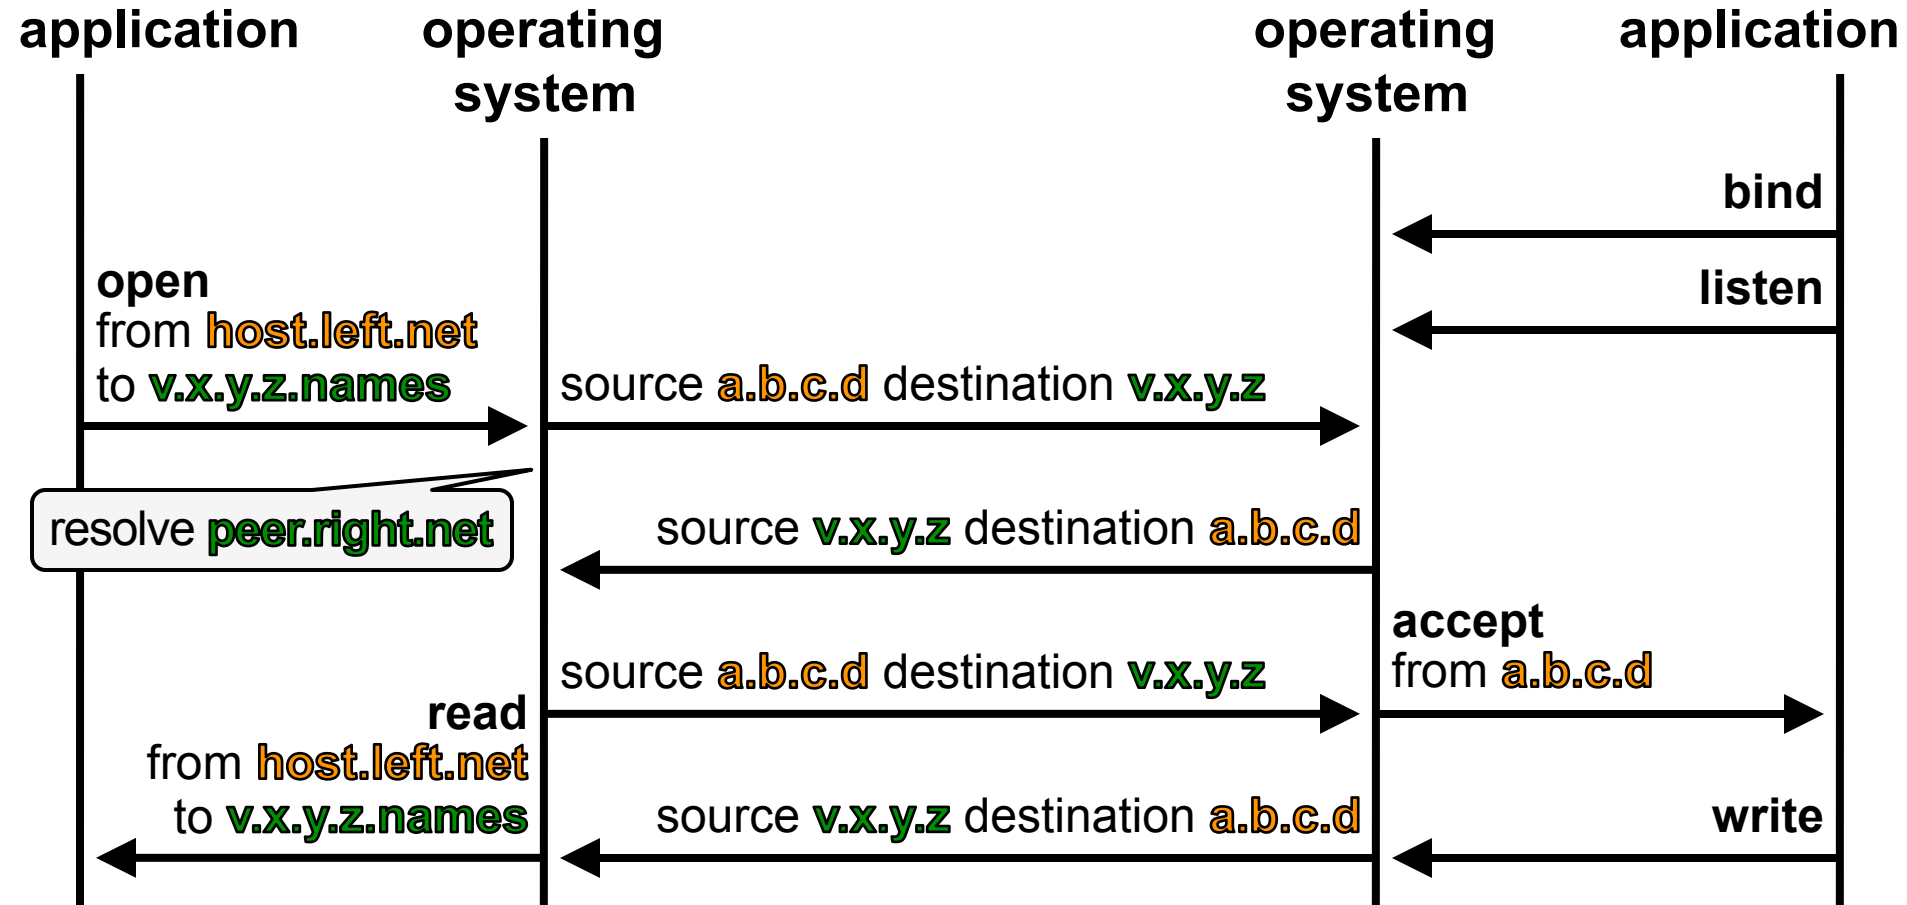 application
operating
system
operating
system
application
bind
listen
open
from host.left.net
to v.x.y.z.names
source a.b.c.d destination v.x.y.z
resolve peer.right.net
source v.x.y.z destination a.b.c.d
accept
from a.b.c.d
source a.b.c.d destination v.x.y.z
read
from host.left.net
to v.x.y.z.names
source v.x.y.z destination a.b.c.d
write